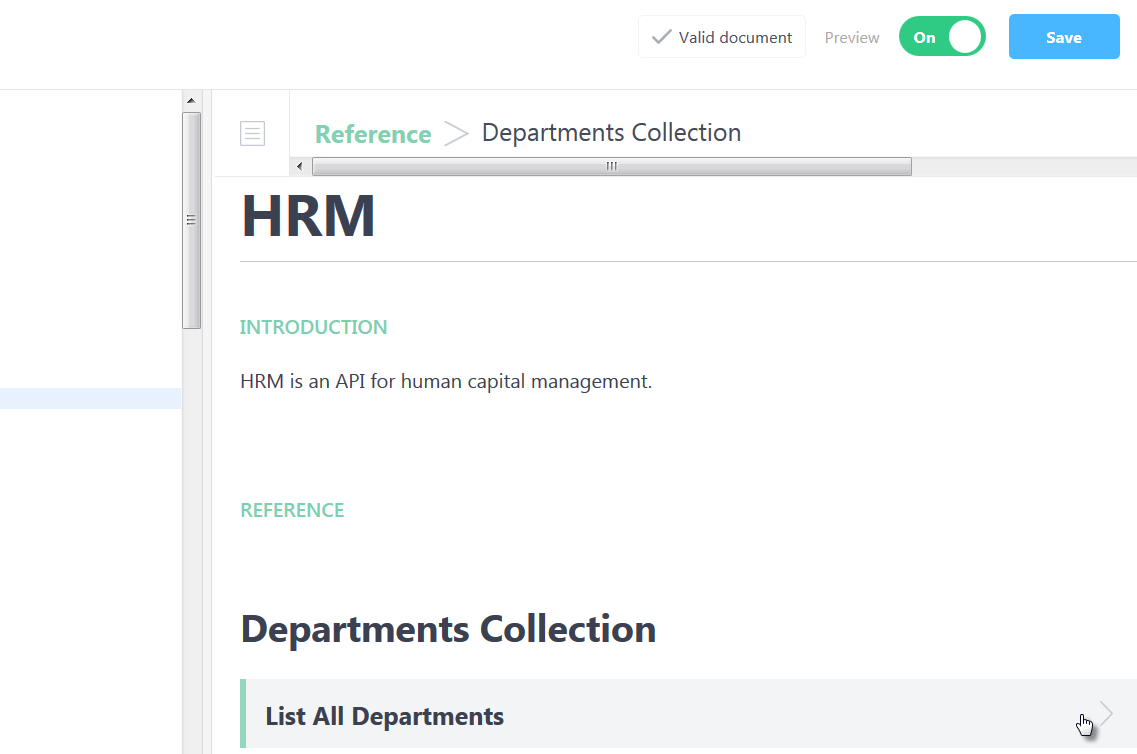 Valid document
Preview
On
Save
Reference
Departments Collection
HRM
INTRODUCTION
HRM is an API for human capital management.
REFERENCE
Departments Collection
List All Departments